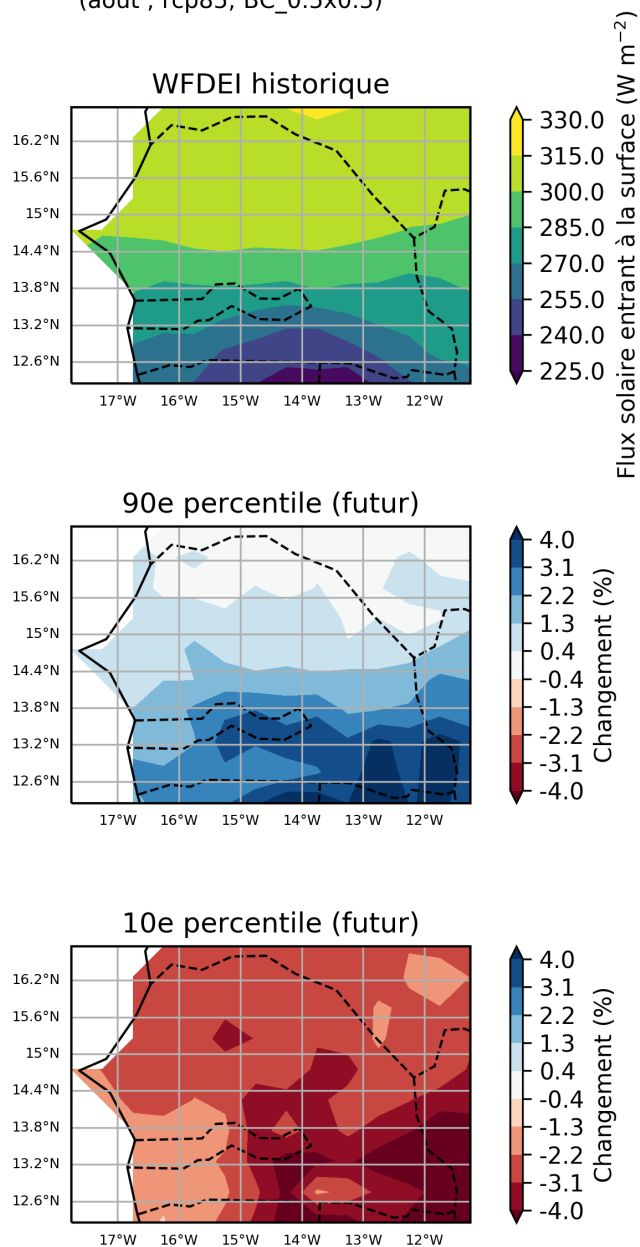 (août , rcp85, BC_0.5x0.5)
WFDEI historique
16.2°N
15.6°N
15°N
14.4°N
13.8°N
13.2°N
12.6°N
17°W 16°W 15°W 14°W 13°W 12°W
330.0
315.0
300.0
285.0
270.0
255.0
240.0
225.0
Flux solaire entrant à la surface (W m⁻²)
90e percentile (futur)
16.2°N
15.6°N
15°N
14.4°N
13.8°N
13.2°N
12.6°N
17°W 16°W 15°W 14°W 13°W 12°W
4.0
3.1
2.2
1.3
0.4
-0.4
-1.3
-2.2
-3.1
-4.0
Changement (%)
10e percentile (futur)
16.2°N
15.6°N
15°N
14.4°N
13.8°N
13.2°N
12.6°N
17°W 16°W 15°W 14°W 13°W 12°W
4.0
3.1
2.2
1.3
0.4
-0.4
-1.3
-2.2
-3.1
-4.0
Changement (%)